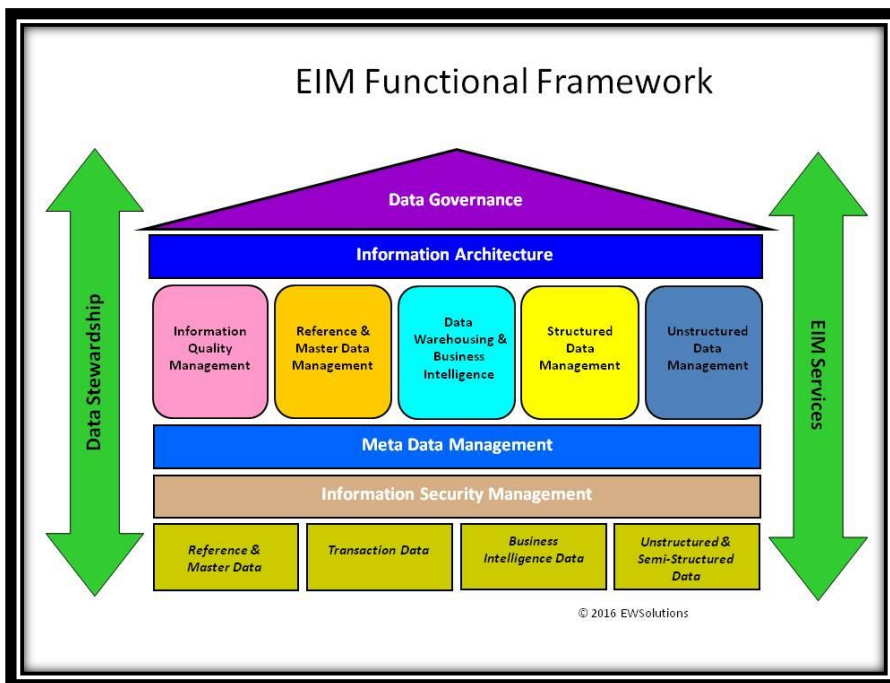 EIM Functional Framework
Data Governance
Information Architecture
Data Stewardship
Information
Quality
Management
Reference &
Master Data
Management
Data
Warehousing &
Business
Intelligence
Structured
Data
Management
Unstructured
Data
Management
EIM Services
Meta Data Management
Information Security Management
Reference &
Master Data
Transaction Data
Business
Intelligence Data
Unstructured &
Semi-Structured
Data
© 2016 EWSolutions